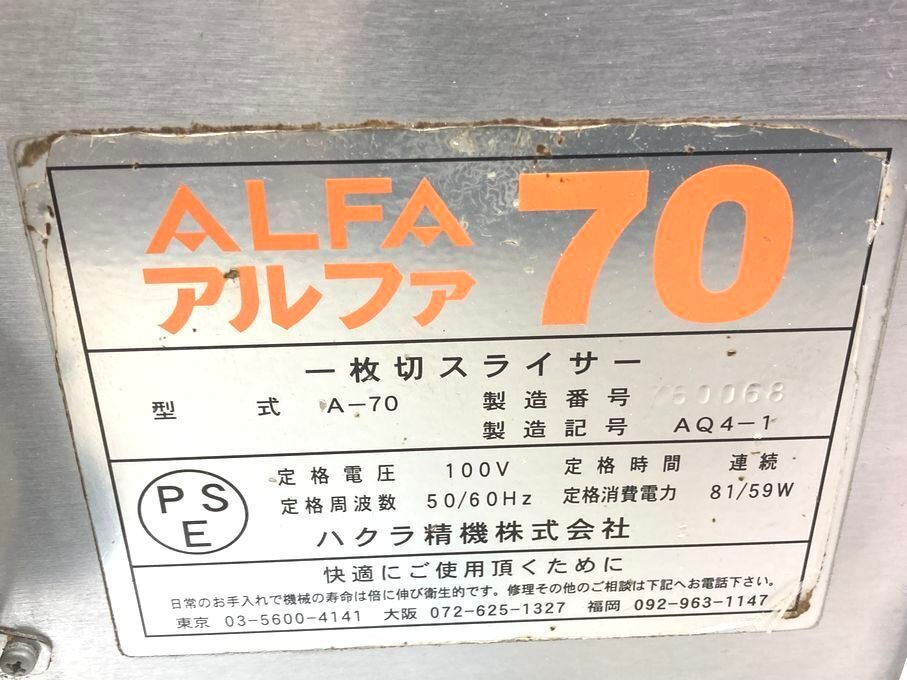 ALFA 70
アルファ
一枚切スライサー
型 式 A-70 製造番号
製造記号 AQ4-1
PSE 定格電圧 100V 定格時間 連続
定格周波数 50/60Hz 定格消費電力 81/59W
ハクラ精機株式会社
快適にご使用頂くために
日常のお手入れで機械の寿命は倍に伸び衛生的です。修理その他のご相談は下記へお電話下さい。
東京 03-5600-4141 大阪 072-625-1327 福岡 092-963-1147